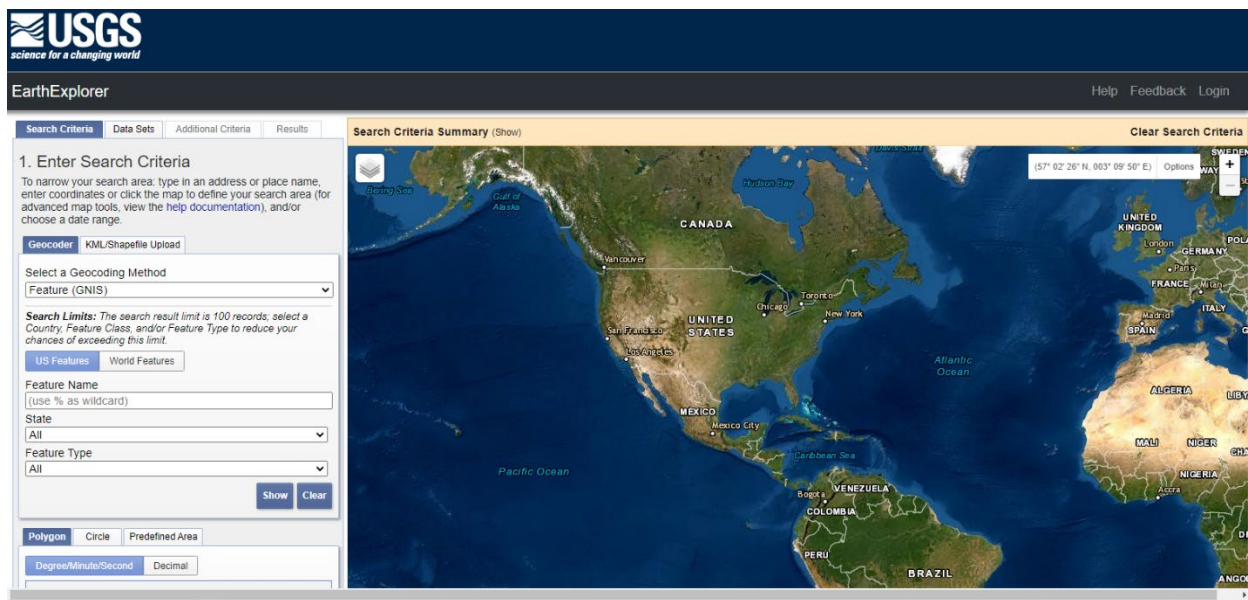 USGS
science for a changing world
EarthExplorer
Help Feedback Login
Search Criteria Data Sets Additional Criteria Results
1. Enter Search Criteria
To narrow your search area: type in an address or place name,
enter coordinates or click the map to define your search area (for
advanced map tools, view the help documentation), and/or
choose a date range.
Geocoder KML/Shapefile Upload
Select a Geocoding Method
Feature (GNIS)
Search Limits: The search result limit is 100 records; select a
Country, Feature Class, and/or Feature Type to reduce your
chances of exceeding this limit.
US Features World Features
Feature Name
(use % as wildcard)
State
All
Feature Type
All
Show Clear
Polygon Circle Predefined Area
Degree/Minute/Second Decimal
Search Criteria Summary (Show)
Clear Search Criteria
(57° 02' 26" N, 003° 09' 50" E) Options
+
−
Davis Strait
SWEDEN
WAY
Bering Sea
Gulf of
Alaska
Hudson Bay
CANADA
UNITED
KINGDOM
London
GERMANY
POLA
Paris
FRANCE
Milan
Vancouver
Toronto
Chicago
New York
UNITED
STATES
San Francisco
Los Angeles
ITALY
Madrid
SPAIN
Atlantic
Ocean
ALGERIA
LIBY
MEXICO
Mexico City
MALI
NIGER
CHA
Caribbean Sea
Pacific Ocean
NIGERIA
Accra
Bogota
VENEZUELA
COLOMBIA
PERU
BRAZIL
ANGOL